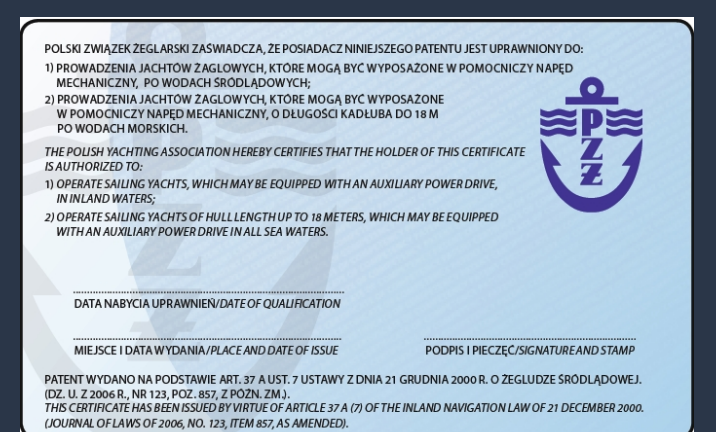 POLSKI ZWIĄZEK ŻEGLARSKI ZAŚWIADCZA, ŻE POSIADACZ NINIEJSZEGO PATENTU JEST UPRAWNIONY DO:
1) PROWADZENIA JACHTÓW ŻAGLOWYCH, KTÓRE MOGĄ BYĆ WYPOSAŻONE W POMOCNICZY NAPĘD
MECHANICZNY, PO WODACH ŚRÓDLĄDOWYCH;
2) PROWADZENIA JACHTÓW ŻAGLOWYCH, KTÓRE MOGĄ BYĆ WYPOSAŻONE
W POMOCNICZY NAPĘD MECHANICZNY, O DŁUGOŚCI KADŁUBA DO 18 M
PO WODACH MORSKICH.
THE POLISH YACHTING ASSOCIATION HEREBY CERTIFIES THAT THE HOLDER OF THIS CERTIFICATE
IS AUTHORIZED TO:
1) OPERATE SAILING YACHTS, WHICH MAY BE EQUIPPED WITH AN AUXILIARY POWER DRIVE,
IN INLAND WATERS;
2) OPERATE SAILING YACHTS OF HULL LENGTH UP TO 18 METERS, WHICH MAY BE EQUIPPED
WITH AN AUXILIARY POWER DRIVE IN ALL SEA WATERS.
P
Z
Ż
DATA NABYCIA UPRAWNIEŃ/DATE OF QUALIFICATION
MIEJSCE I DATA WYDANIA/PLACE AND DATE OF ISSUE
PODPIS I PIECZĘĆ/SIGNATURE AND STAMP
PATENT WYDANO NA PODSTAWIE ART. 37 A UST. 7 USTAWY Z DNIA 21 GRUDNIA 2000 R. O ŻEGLUDZE ŚRÓDLĄDOWEJ.
(DZ. U. Z 2006 R., NR 123, POZ. 857, Z PÓŹN. ZM.).
THIS CERTIFICATE HAS BEEN ISSUED BY VIRTUE OF ARTICLE 37 A (7) OF THE INLAND NAVIGATION LAW OF 21 DECEMBER 2000.
(JOURNAL OF LAWS OF 2006, NO. 123, ITEM 857, AS AMENDED).